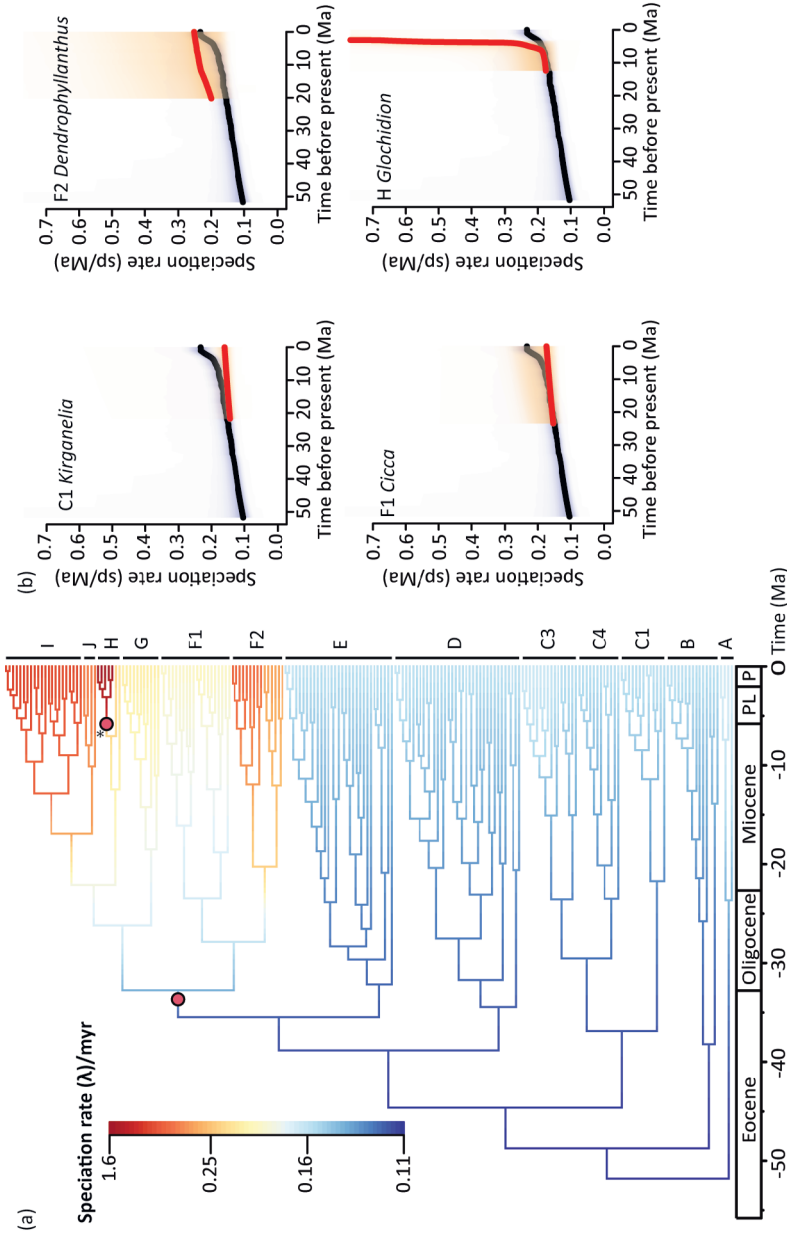 (a)
Speciation rate (λ)/myr
1.6
0.25
0.16
0.11
*
I
J
H
G
F1
F2
E
D
C3
C4
C1
B
A
Eocene
Oligocene
Miocene
PL
P
-50
-40
-30
-20
-10
0
Time (Ma)
(b)
C1 Kirganelia
Speciation rate (sp/Ma)
0.7
0.6
0.5
0.4
0.3
0.2
0.1
0.0
50 40 30 20 10 0
Time before present (Ma)
F2 Dendrophyllanthus
Speciation rate (sp/Ma)
0.7
0.6
0.5
0.4
0.3
0.2
0.1
0.0
50 40 30 20 10 0
Time before present (Ma)
F1 Cicca
Speciation rate (sp/Ma)
0.7
0.6
0.5
0.4
0.3
0.2
0.1
0.0
50 40 30 20 10 0
Time before present (Ma)
H Glochidion
Speciation rate (sp/Ma)
0.7
0.6
0.5
0.4
0.3
0.2
0.1
0.0
50 40 30 20 10 0
Time before present (Ma)